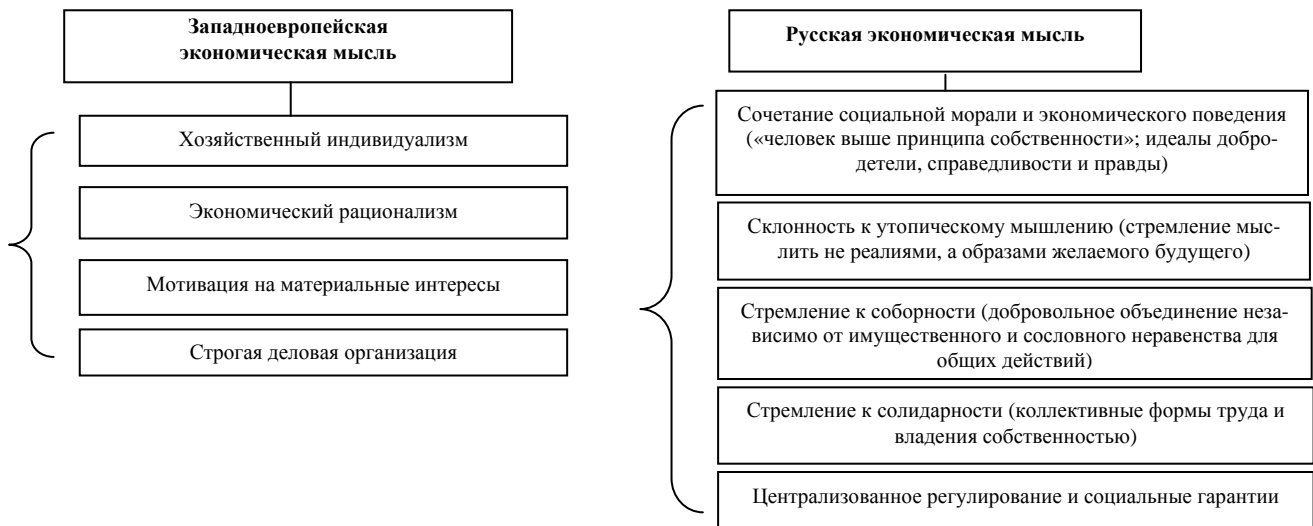 Западноевропейская
экономическая мысль
Хозяйственный индивидуализм
Экономический рационализм
Мотивация на материальные интересы
Строгая деловая организация
Русская экономическая мысль
Сочетание социальной морали и экономического поведения
(«человек выше принципа собственности»; идеалы добро-
детели, справедливости и правды)
Склонность к утопическому мышлению (стремление мыс-
лить не реалиями, а образами желаемого будущего)
Стремление к соборности (добровольное объединение неза-
висимо от имущественного и сословного неравенства для
общих действий)
Стремление к солидарности (коллективные формы труда и
владения собственностью)
Централизованное регулирование и социальные гарантии